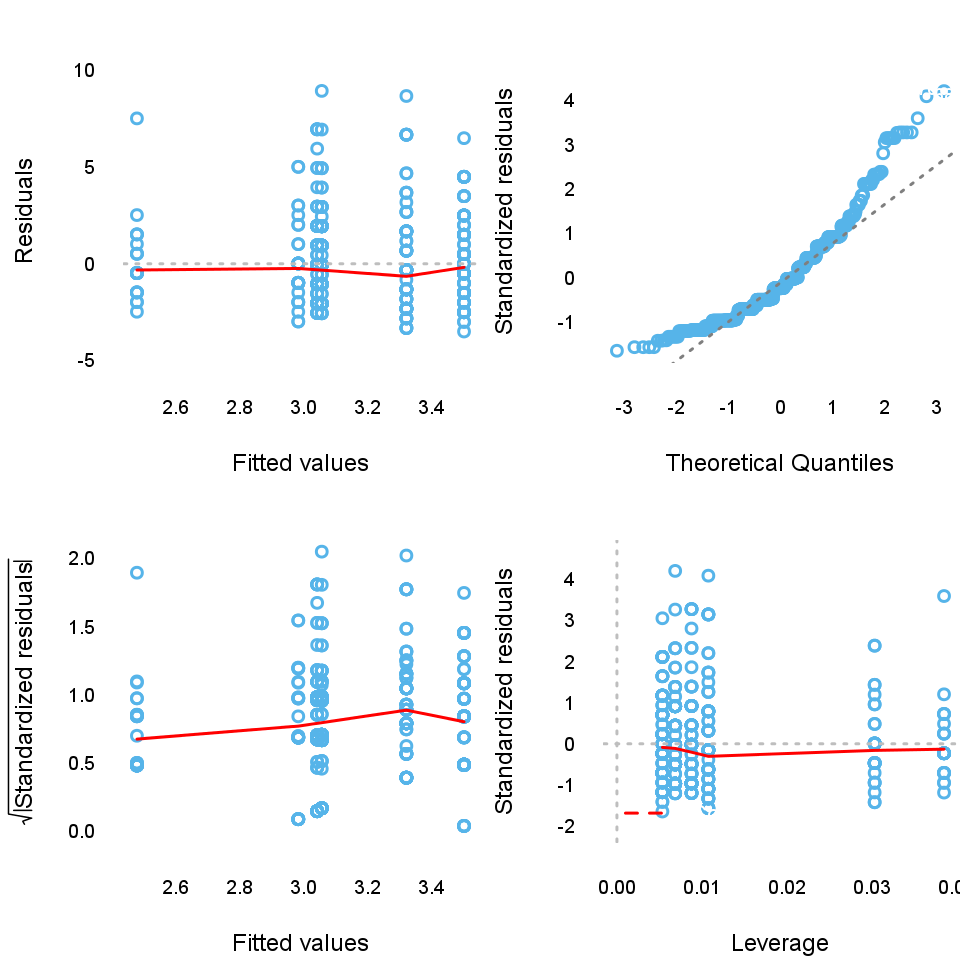 Residuals
10
5
0
-5
2.6 2.8 3.0 3.2 3.4
Fitted values
Standardized residuals
4
3
2
1
0
-1
-3 -2 -1 0 1 2 3
Theoretical Quantiles
√|Standardized residuals|
2.0
1.5
1.0
0.5
0.0
2.6 2.8 3.0 3.2 3.4
Fitted values
Standardized residuals
4
3
2
1
0
-1
-2
0.00 0.01 0.02 0.03 0.0
Leverage